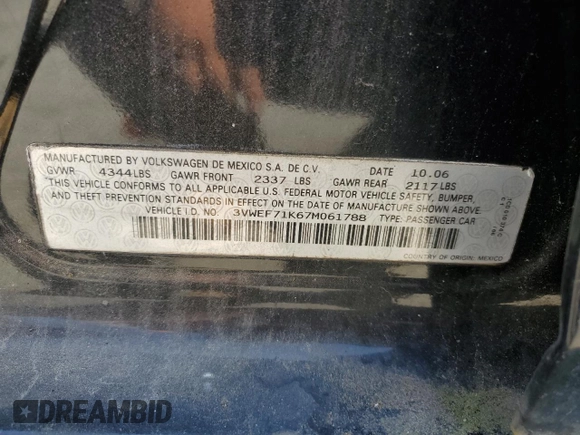 MANUFACTURED BY VOLKSWAGEN DE MEXICO S.A. DE C.V. DATE 10.06
GVWR 4344 LBS GAWR FRONT 2337 LBS GAWR REAR 2117 LBS
THIS VEHICLE CONFORMS TO ALL APPLICABLE U.S. FEDERAL MOTOR VEHICLE SAFETY, BUMPER,
AND THEFT PREVENTION STANDARDS IN EFFECT ON THE DATE OF MANUFACTURE SHOWN ABOVE.
VEHICLE I.D. NO.: 3VWEF71K67M061788 TYPE: PASSENGER CAR
COUNTRY OF ORIGIN: MEXICO
DREAMBID